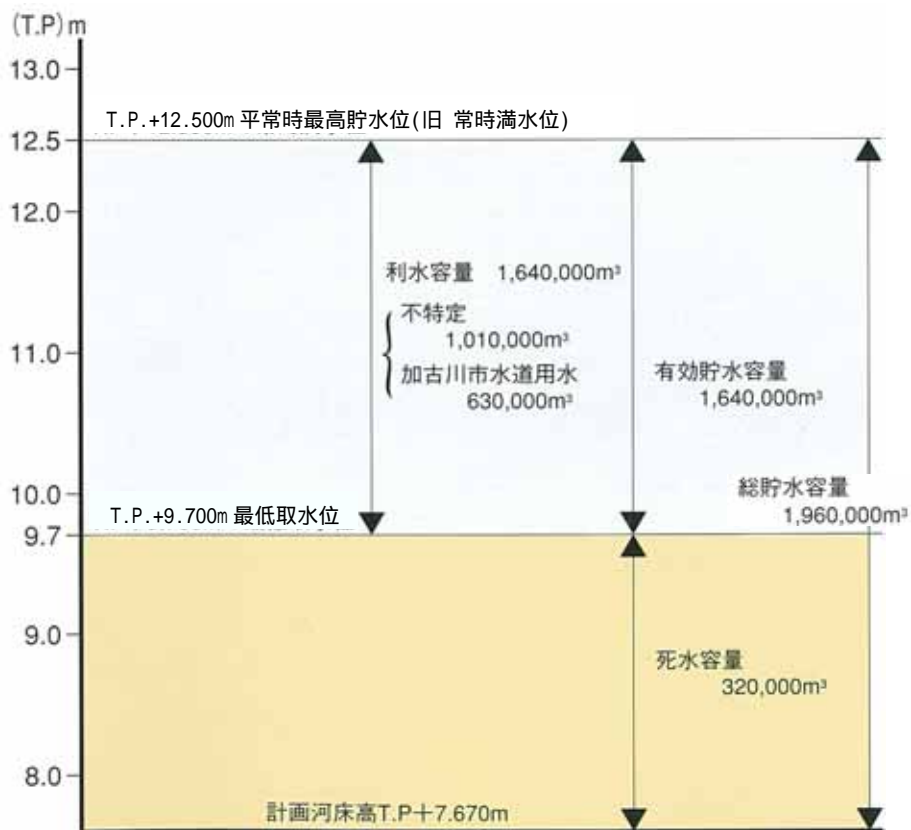 (T.P)m
13.0
T.P.+12.500m 平常時最高貯水位(旧 常時満水位)
12.5
12.0
利水容量 1,640,000m³
不特定
1,010,000m³
11.0
加古川市水道用水
630,000m³
有効貯水容量
1,640,000m³
総貯水容量
1,960,000m³
10.0
T.P.+9.700m 最低取水位
9.7
9.0
死水容量
320,000m³
8.0
計画河床高T.P+7.670m